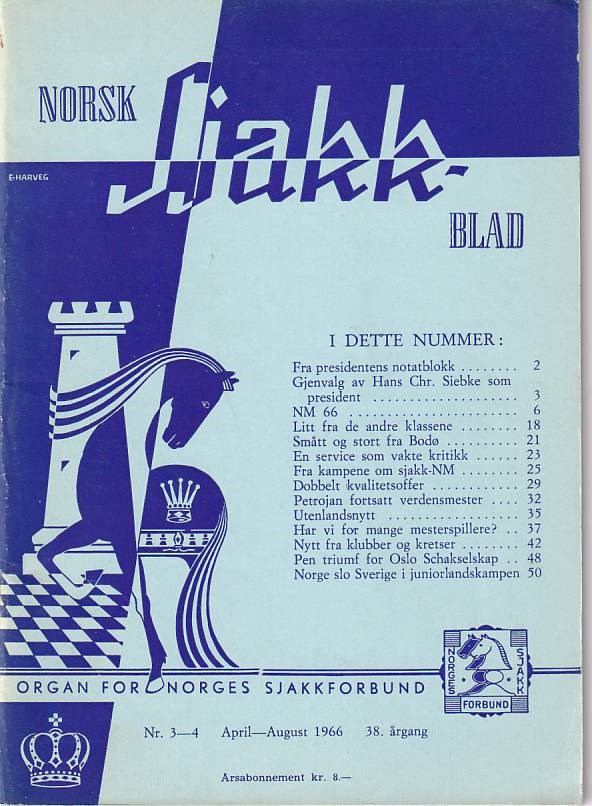 NORSK
Sjakk-
BLAD
E-HARVEG
I DETTE NUMMER:
Fra presidentens notatblokk ........ 2
Gjenvalg av Hans Chr. Siebke som
president .................... 3
NM 66 ....................... 6
Litt fra de andre klassene ........ 18
Smått og stort fra Bodø .......... 21
En service som vakte kritikk ...... 23
Fra kampene om sjakk-NM ........ 25
Dobbelt kvalitetsoffer ............ 29
Petrojan fortsatt verdensmester .... 32
Utenlandsnytt .................. 35
Har vi for mange mesterspillere? .. 37
Nytt fra klubber og kretser ........ 42
Pen triumf for Oslo Schakselskap .. 48
Norge slo Sverige i juniorlandskampen 50
NORGES
SJAKK
FORBUND
ORGAN FOR NORGES SJAKKFORBUND
Nr. 3—4 April—August 1966 38. årgang
Årsabonnement kr. 8.—